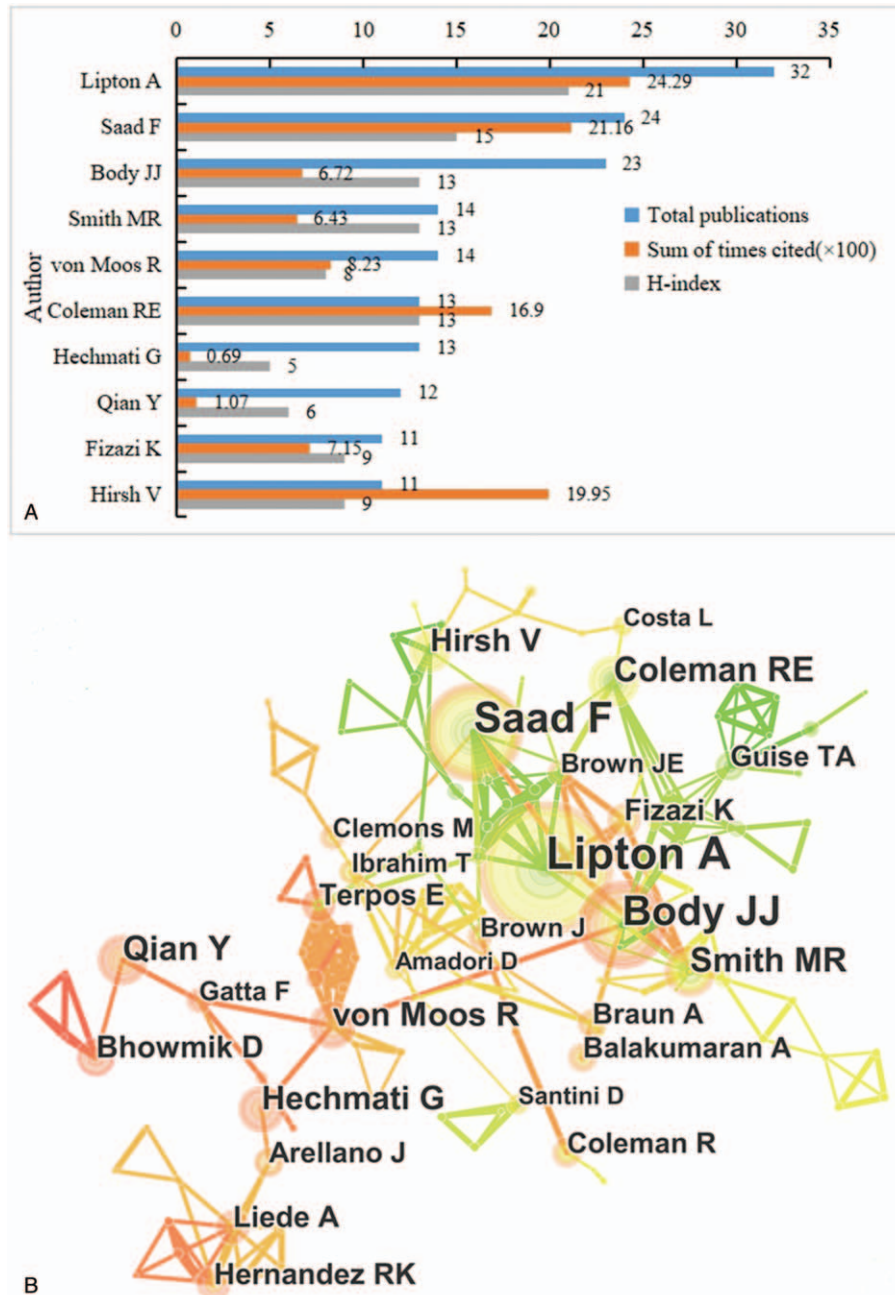 0 5 10 15 20 25 30 35
Lipton A 32
24.29
21
Saad F 24
21.16
15
Body JJ 23
6.72
13
Smith MR 14
6.43
13
von Moos R 14
8.23
8
Coleman RE 13
16.9
13
Hechmati G 13
0.69
5
Qian Y 12
1.07
6
Fizazi K 11
7.15
9
Hirsh V 11
19.95
9
Author
Total publications
Sum of times cited(×100)
H-index
A
Costa L
Hirsh V
Coleman RE
Saad F
Guise TA
Brown JE
Fizazi K
Clemons M
Lipton A
Ibrahim T
Terpos E
Body JJ
Brown J
Qian Y
Amadori D
Smith MR
Gatta F
von Moos R
Braun A
Bhowmik D
Balakumaran A
Hechmati G
Santini D
Arellano J
Coleman R
Liede A
Hernandez RK
B